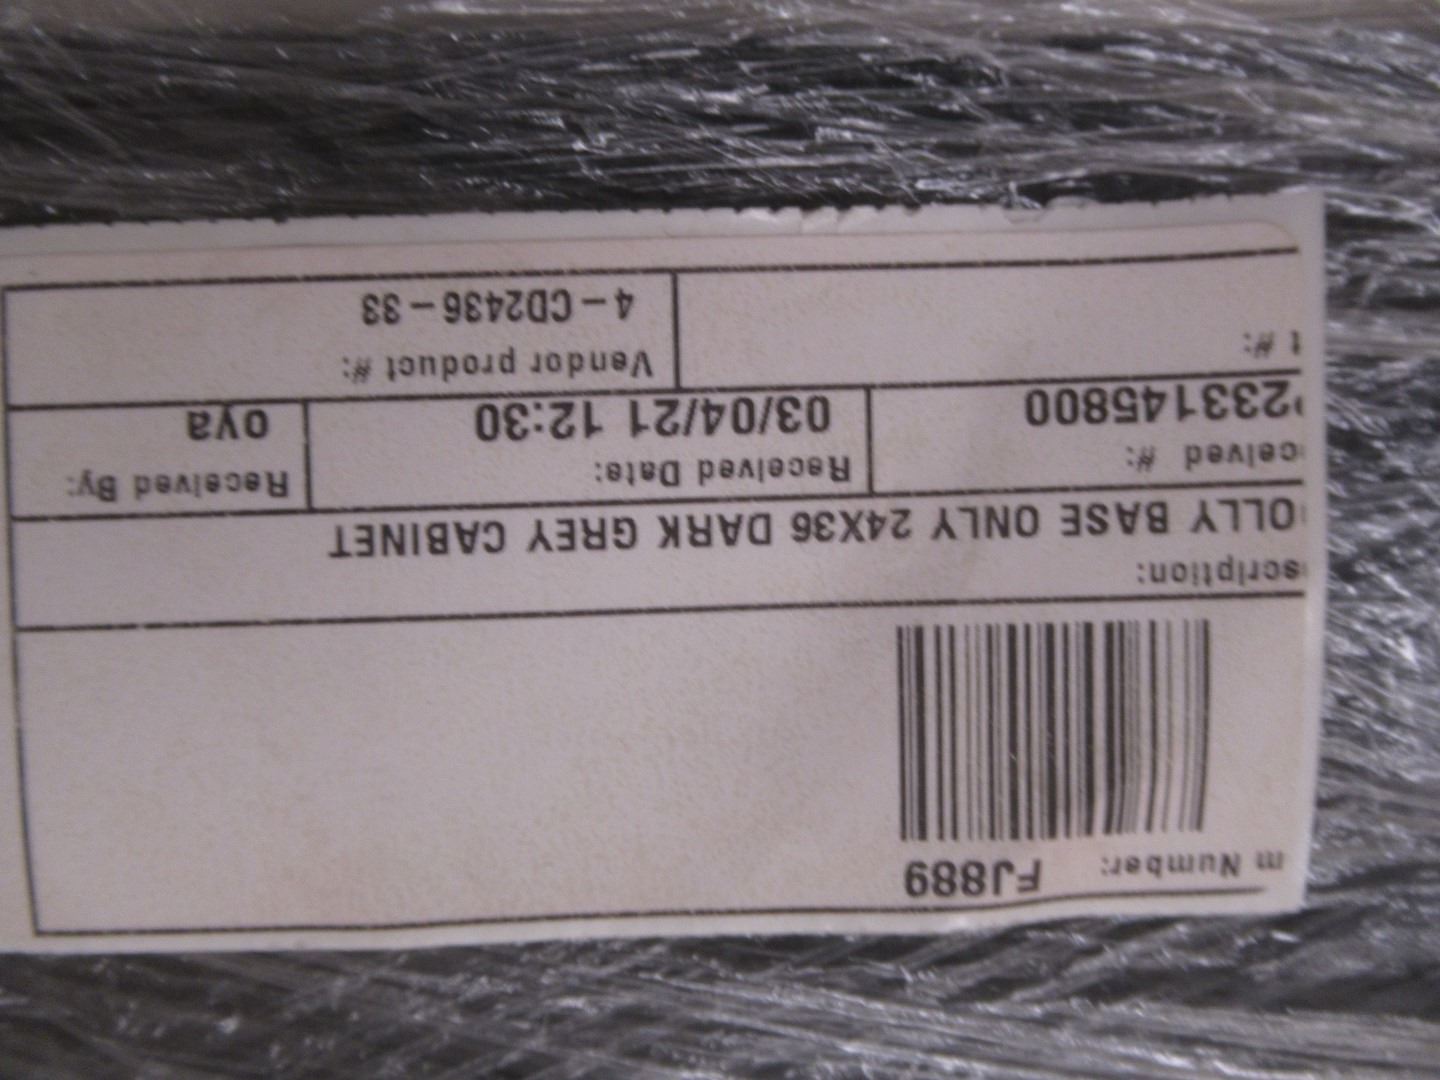 m Number: FJ889
scription:
OLLY BASE ONLY 24X36 DARK GREY CABINET
ceived #:
233145800
Received Date:
03/04/21 12:30
Received By:
oya
t #:
Vendor product #:
4-CD2436-33